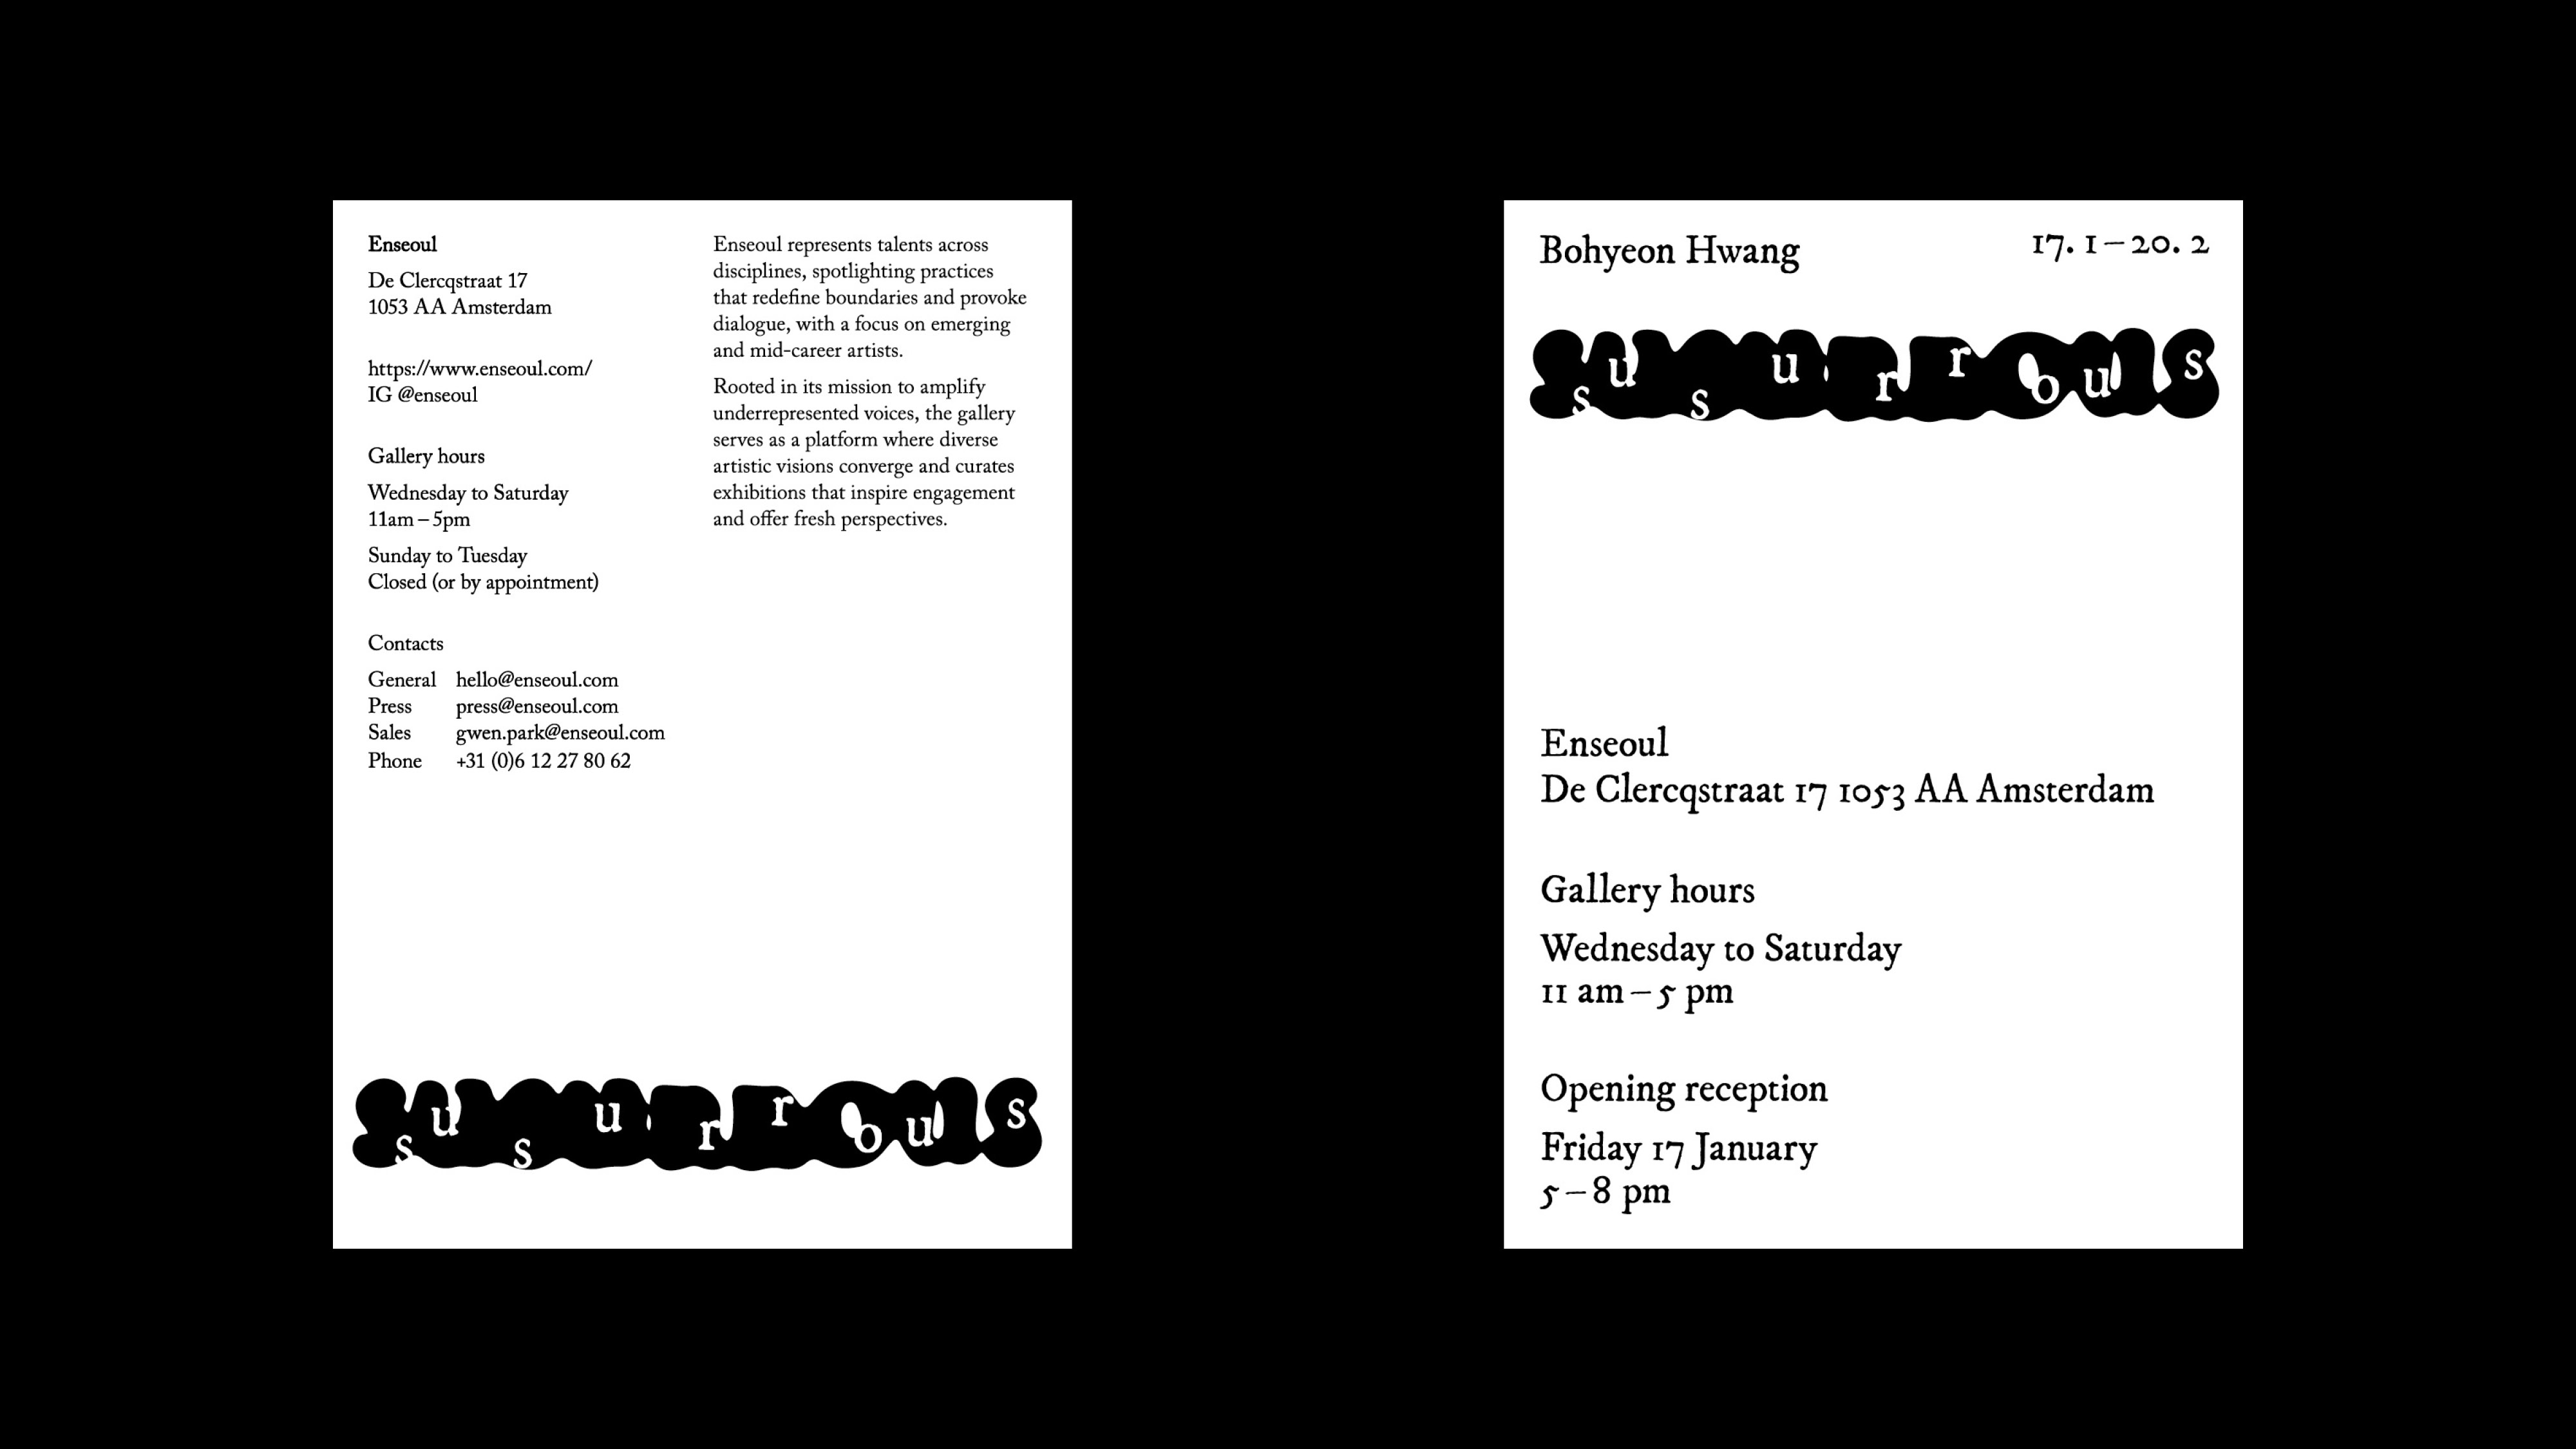 Enseoul
De Clercqstraat 17
1053 AA Amsterdam
https://www.enseoul.com/
IG @enseoul
Gallery hours
Wednesday to Saturday
11am – 5pm
Sunday to Tuesday
Closed (or by appointment)
Contacts
General hello@enseoul.com
Press press@enseoul.com
Sales gwen.park@enseoul.com
Phone +31 (0)6 12 27 80 62
Enseoul represents talents across
disciplines, spotlighting practices
that redefine boundaries and provoke
dialogue, with a focus on emerging
and mid-career artists.
Rooted in its mission to amplify
underrepresented voices, the gallery
serves as a platform where diverse
artistic visions converge and curates
exhibitions that inspire engagement
and offer fresh perspectives.
susurrous
Bohyeon Hwang 17. 1 – 20. 2
susurrous
Enseoul
De Clercqstraat 17 1053 AA Amsterdam
Gallery hours
Wednesday to Saturday
11 am – 5 pm
Opening reception
Friday 17 January
5 – 8 pm